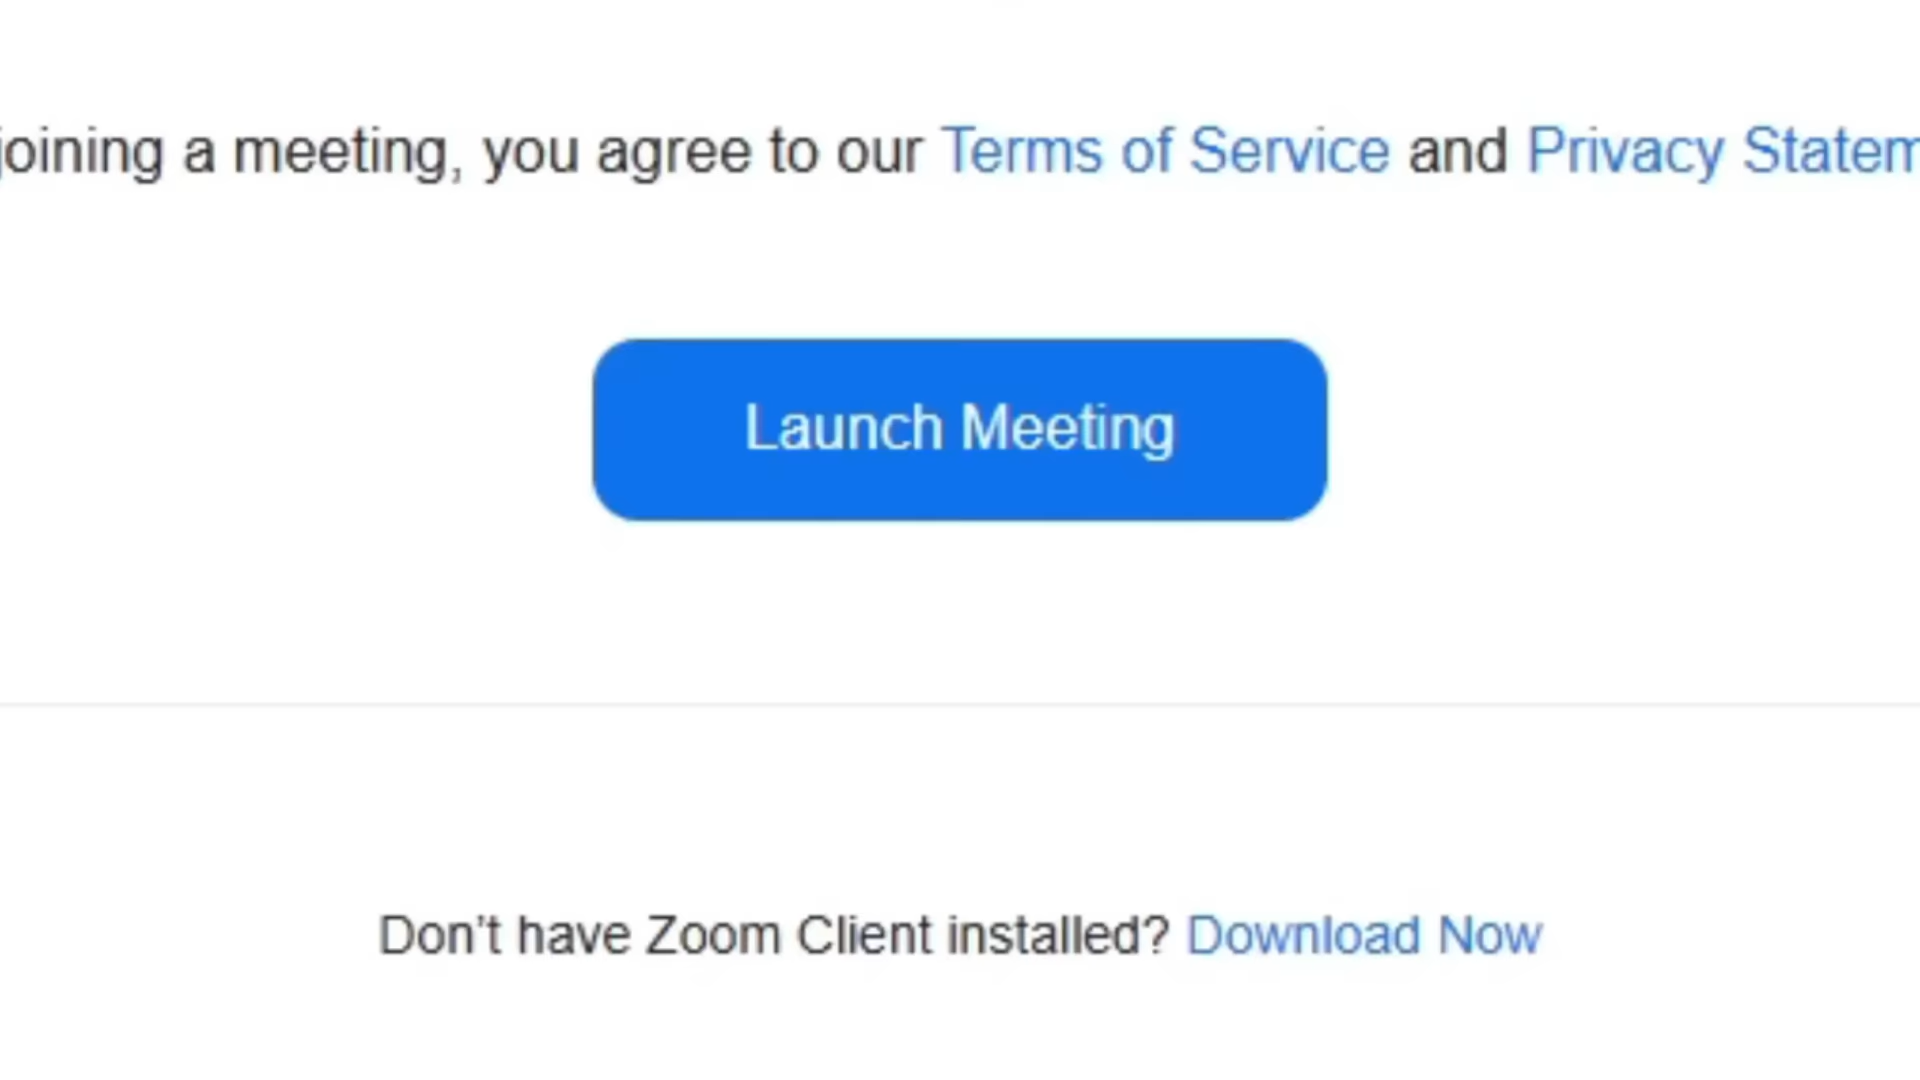 joining a meeting, you agree to our Terms of Service and Privacy Statem
Launch Meeting
Don't have Zoom Client installed? Download Now